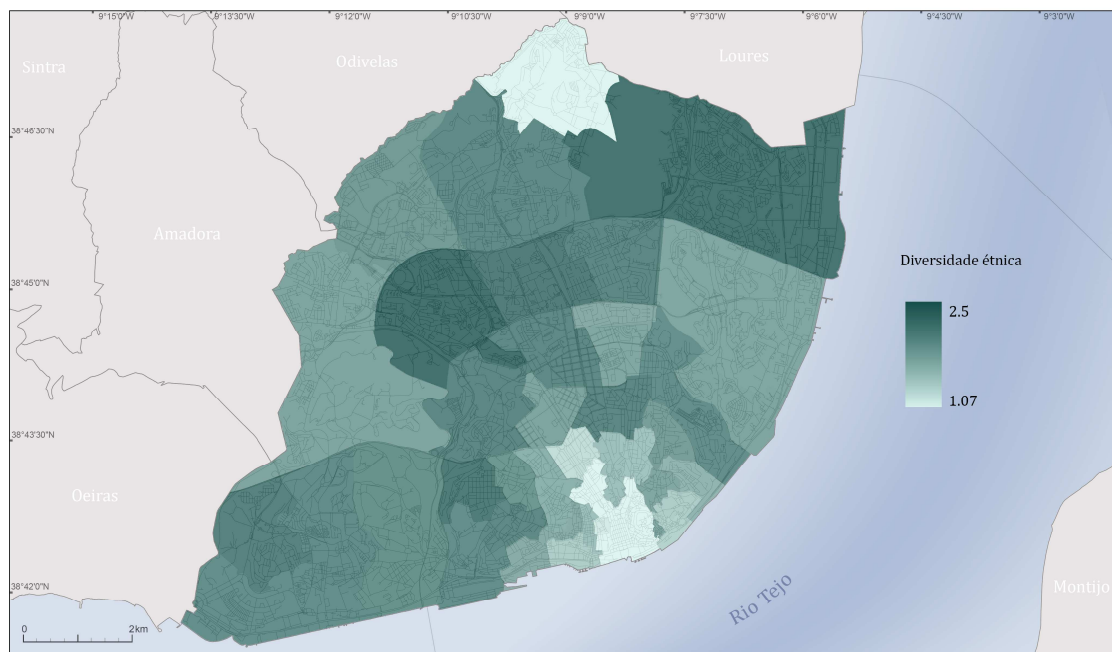 9°15'0"W
9°13'30"W
9°12'0"W
9°10'30"W
9°9'0"W
9°7'30"W
9°6'0"W
9°4'30"W
9°3'0"W
Sintra
Odivelas
Loures
38°46'30"N
Amadora
Diversidade étnica
38°45'0"N
2.5
1.07
38°43'30"N
Oeiras
38°42'0"N
Rio Tejo
Montijo
0
2km